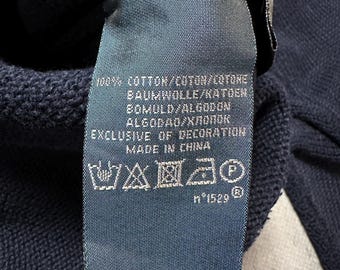 100% COTTON/COTON/COTONE
BAUMWOLLE/KATOEN
BOMULD/ALGODON
ALGODAO/ХЛОПОК
EXCLUSIVE OF DECORATION
MADE IN CHINA
P
n°1529 ®